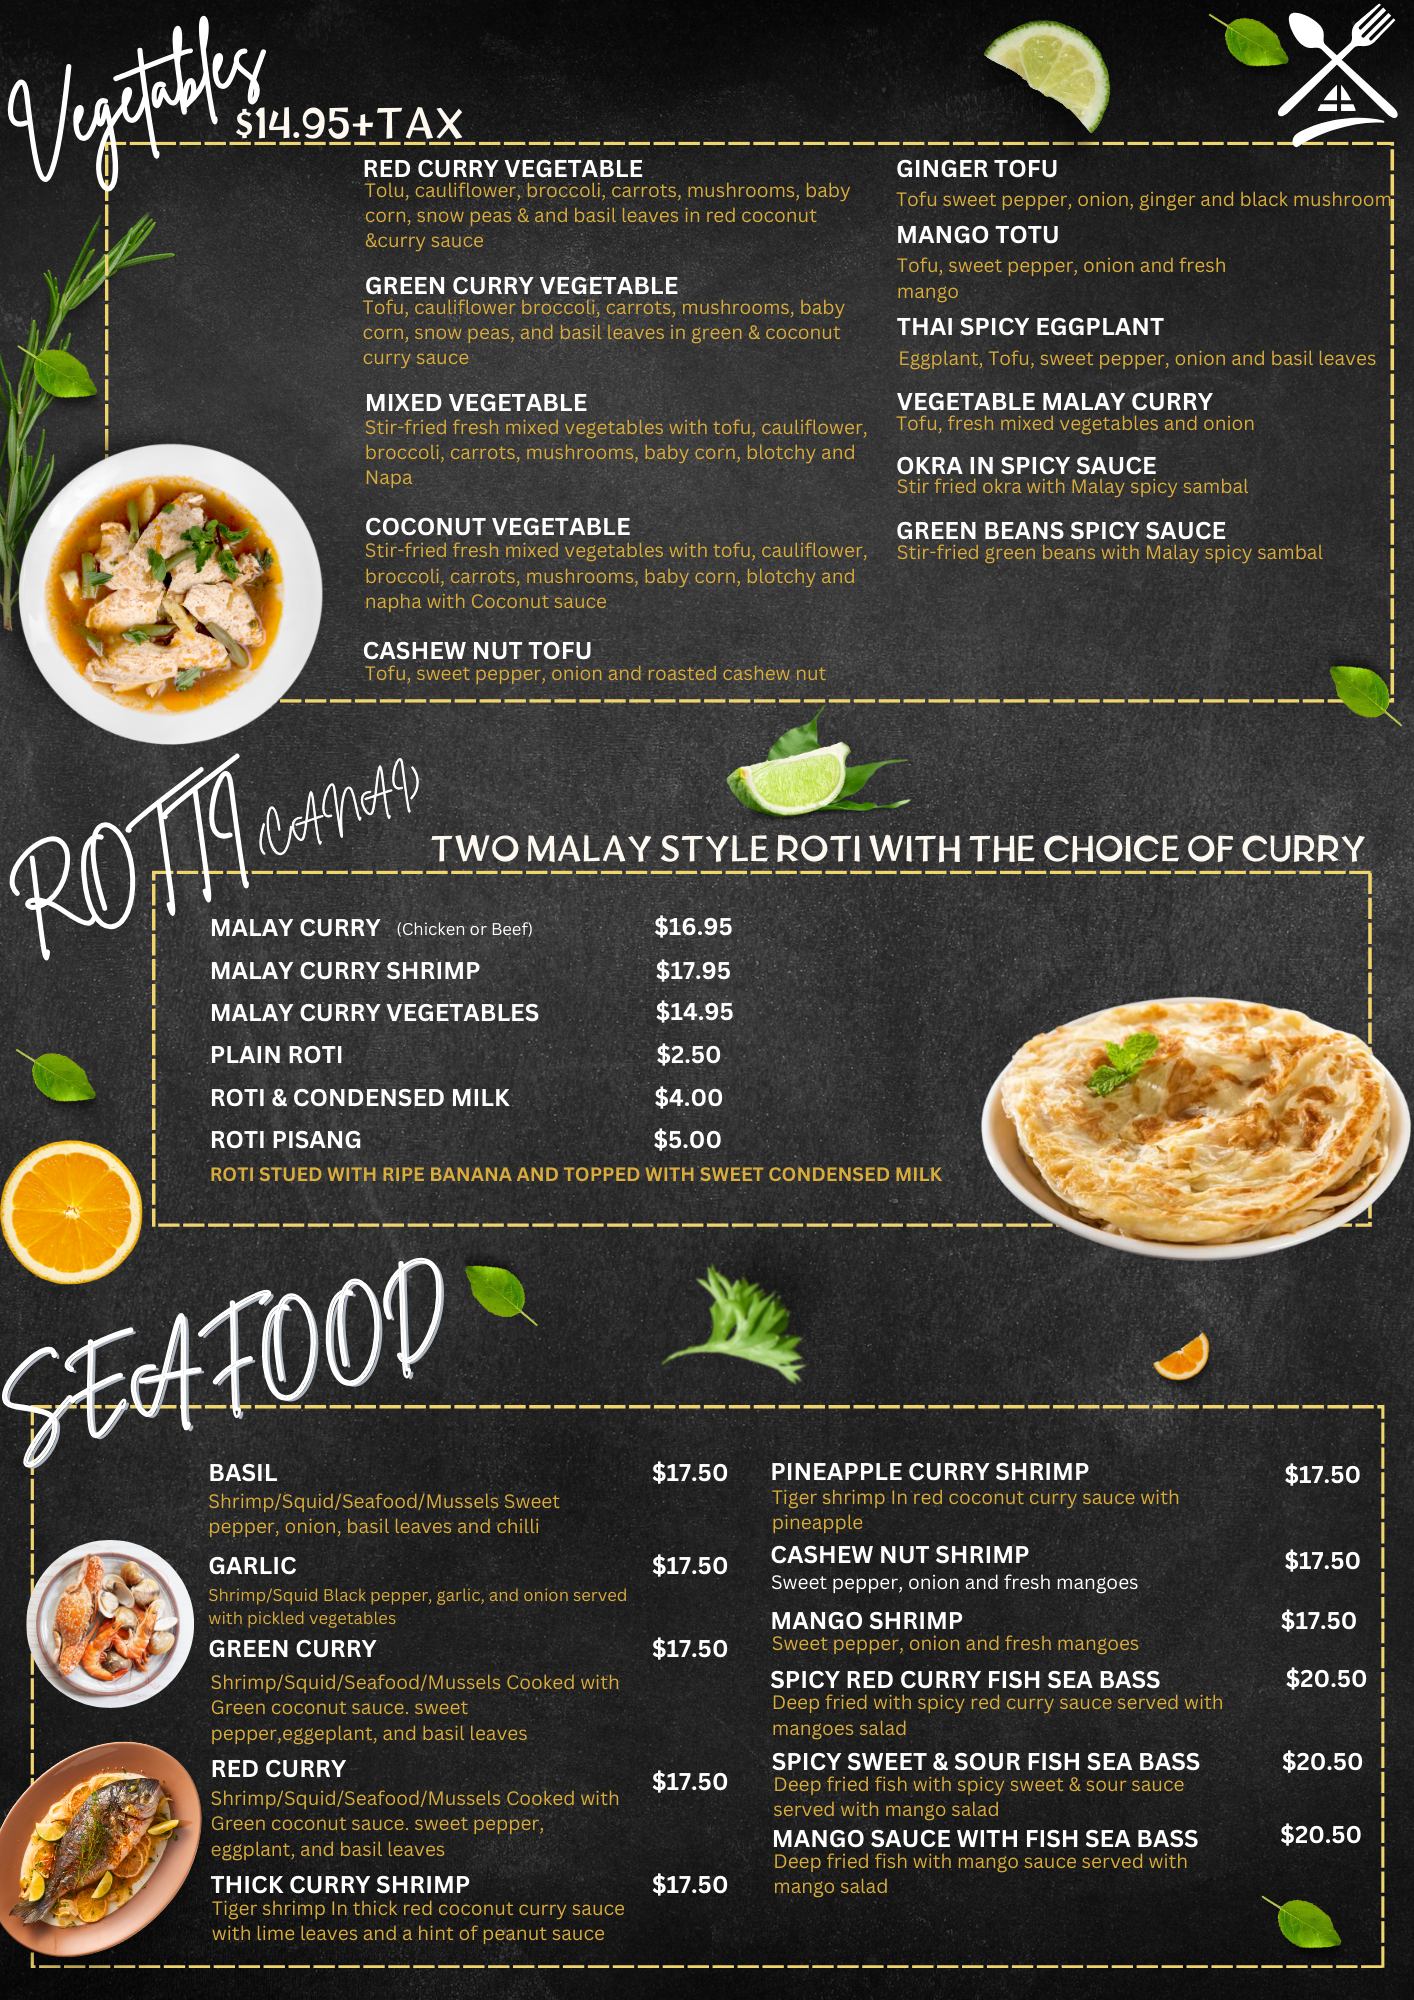 Vegetables
$14.95+TAX
RED CURRY VEGETABLE
Tolu, cauliflower, broccoli, carrots, mushrooms, baby
corn, snow peas & and basil leaves in red coconut
&curry sauce
GREEN CURRY VEGETABLE
Tofu, cauliflower broccoli, carrots, mushrooms, baby
corn, snow peas, and basil leaves in green & coconut
curry sauce
MIXED VEGETABLE
Stir-fried fresh mixed vegetables with tofu, cauliflower,
broccoli, carrots, mushrooms, baby corn, blotchy and
Napa
COCONUT VEGETABLE
Stir-fried fresh mixed vegetables with tofu, cauliflower,
broccoli, carrots, mushrooms, baby corn, blotchy and
napha with Coconut sauce
CASHEW NUT TOFU
Tofu, sweet pepper, onion and roasted cashew nut
GINGER TOFU
Tofu sweet pepper, onion, ginger and black mushroom
MANGO TOTU
Tofu, sweet pepper, onion and fresh
mango
THAI SPICY EGGPLANT
Eggplant, Tofu, sweet pepper, onion and basil leaves
VEGETABLE MALAY CURRY
Tofu, fresh mixed vegetables and onion
OKRA IN SPICY SAUCE
Stir fried okra with Malay spicy sambal
GREEN BEANS SPICY SAUCE
Stir-fried green beans with Malay spicy sambal
ROTTI (CANAI)
TWO MALAY STYLE ROTI WITH THE CHOICE OF CURRY
MALAY CURRY (Chicken or Beef) $16.95
MALAY CURRY SHRIMP $17.95
MALAY CURRY VEGETABLES $14.95
PLAIN ROTI $2.50
ROTI & CONDENSED MILK $4.00
ROTI PISANG $5.00
ROTI STUED WITH RIPE BANANA AND TOPPED WITH SWEET CONDENSED MILK
SEAFOOD
BASIL $17.50
Shrimp/Squid/Seafood/Mussels Sweet
pepper, onion, basil leaves and chilli
GARLIC $17.50
Shrimp/Squid Black pepper, garlic, and onion served
with pickled vegetables
GREEN CURRY $17.50
Shrimp/Squid/Seafood/Mussels Cooked with
Green coconut sauce. sweet
pepper,eggeplant, and basil leaves
RED CURRY $17.50
Shrimp/Squid/Seafood/Mussels Cooked with
Green coconut sauce. sweet pepper,
eggplant, and basil leaves
THICK CURRY SHRIMP $17.50
Tiger shrimp In thick red coconut curry sauce
with lime leaves and a hint of peanut sauce
PINEAPPLE CURRY SHRIMP $17.50
Tiger shrimp In red coconut curry sauce with
pineapple
CASHEW NUT SHRIMP $17.50
Sweet pepper, onion and fresh mangoes
MANGO SHRIMP $17.50
Sweet pepper, onion and fresh mangoes
SPICY RED CURRY FISH SEA BASS $20.50
Deep fried with spicy red curry sauce served with
mangoes salad
SPICY SWEET & SOUR FISH SEA BASS $20.50
Deep fried fish with spicy sweet & sour sauce
served with mango salad
MANGO SAUCE WITH FISH SEA BASS $20.50
Deep fried fish with mango sauce served with
mango salad